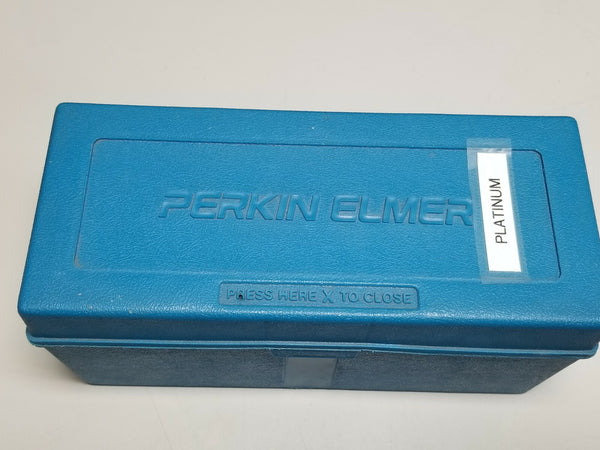 PERKIN ELMER
PLATINUM
PRESS HERE X TO CLOSE